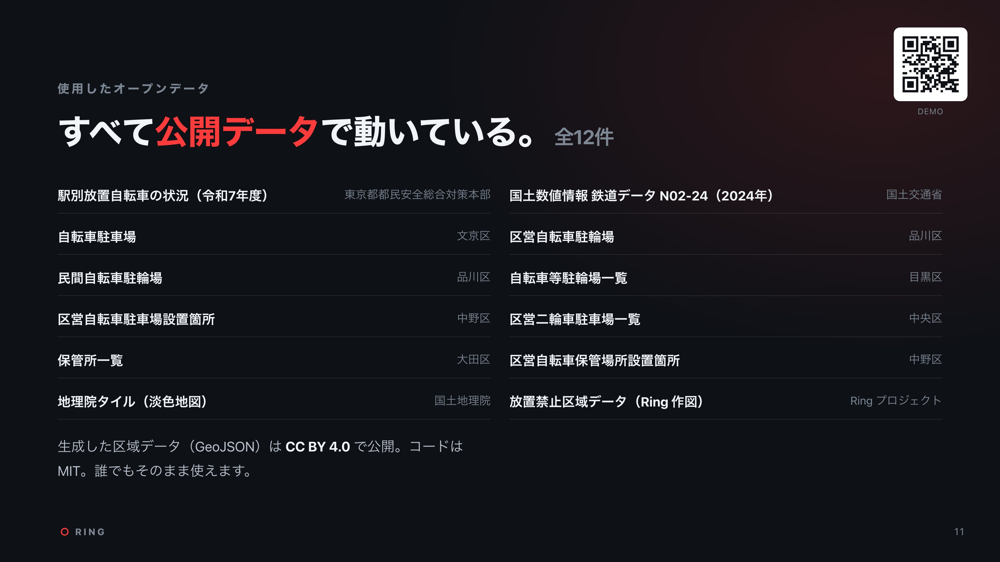 使用したオープンデータ
すべて公開データで動いている。 全12件
DEMO
駅別放置自転車の状況（令和7年度） 東京都都民安全総合対策本部
国土数値情報 鉄道データ N02-24（2024年） 国土交通省
自転車駐車場 文京区
区営自転車駐輪場 品川区
民間自転車駐輪場 品川区
自転車等駐輪場一覧 目黒区
区営自転車駐車場設置箇所 中野区
区営二輪車駐車場一覧 中央区
保管所一覧 大田区
区営自転車保管場所設置箇所 中野区
地理院タイル（淡色地図） 国土地理院
放置禁止区域データ（Ring 作図） Ring プロジェクト
生成した区域データ（GeoJSON）は CC BY 4.0 で公開。コードは
MIT。誰でもそのまま使えます。
RING
11